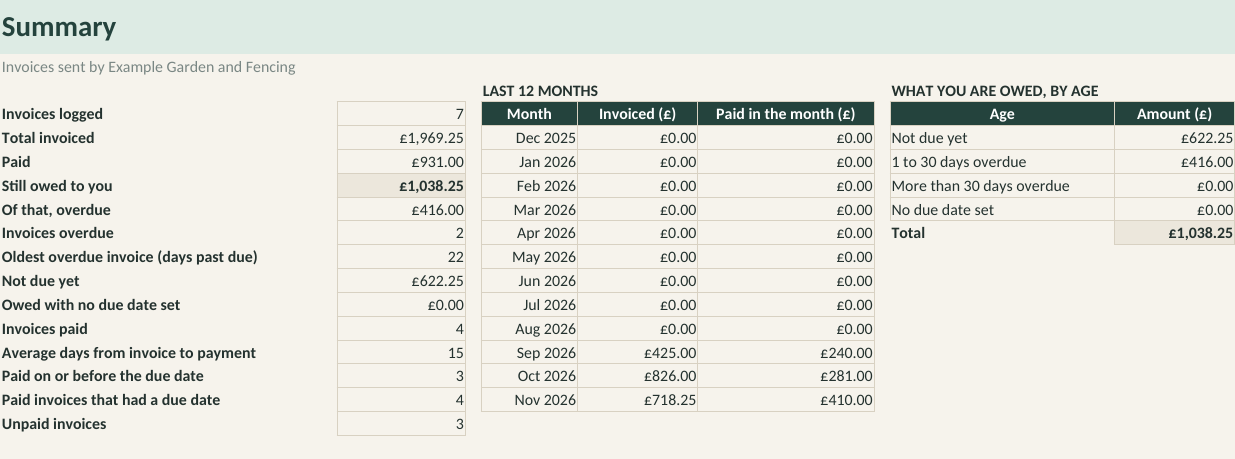 Summary
Invoices sent by Example Garden and Fencing
Invoices logged 7
Total invoiced £1,969.25
Paid £931.00
Still owed to you £1,038.25
Of that, overdue £416.00
Invoices overdue 2
Oldest overdue invoice (days past due) 22
Not due yet £622.25
Owed with no due date set £0.00
Invoices paid 4
Average days from invoice to payment 15
Paid on or before the due date 3
Paid invoices that had a due date 4
Unpaid invoices 3
LAST 12 MONTHS
Month Invoiced (£) Paid in the month (£)
Dec 2025 £0.00 £0.00
Jan 2026 £0.00 £0.00
Feb 2026 £0.00 £0.00
Mar 2026 £0.00 £0.00
Apr 2026 £0.00 £0.00
May 2026 £0.00 £0.00
Jun 2026 £0.00 £0.00
Jul 2026 £0.00 £0.00
Aug 2026 £0.00 £0.00
Sep 2026 £425.00 £240.00
Oct 2026 £826.00 £281.00
Nov 2026 £718.25 £410.00
WHAT YOU ARE OWED, BY AGE
Age Amount (£)
Not due yet £622.25
1 to 30 days overdue £416.00
More than 30 days overdue £0.00
No due date set £0.00
Total £1,038.25